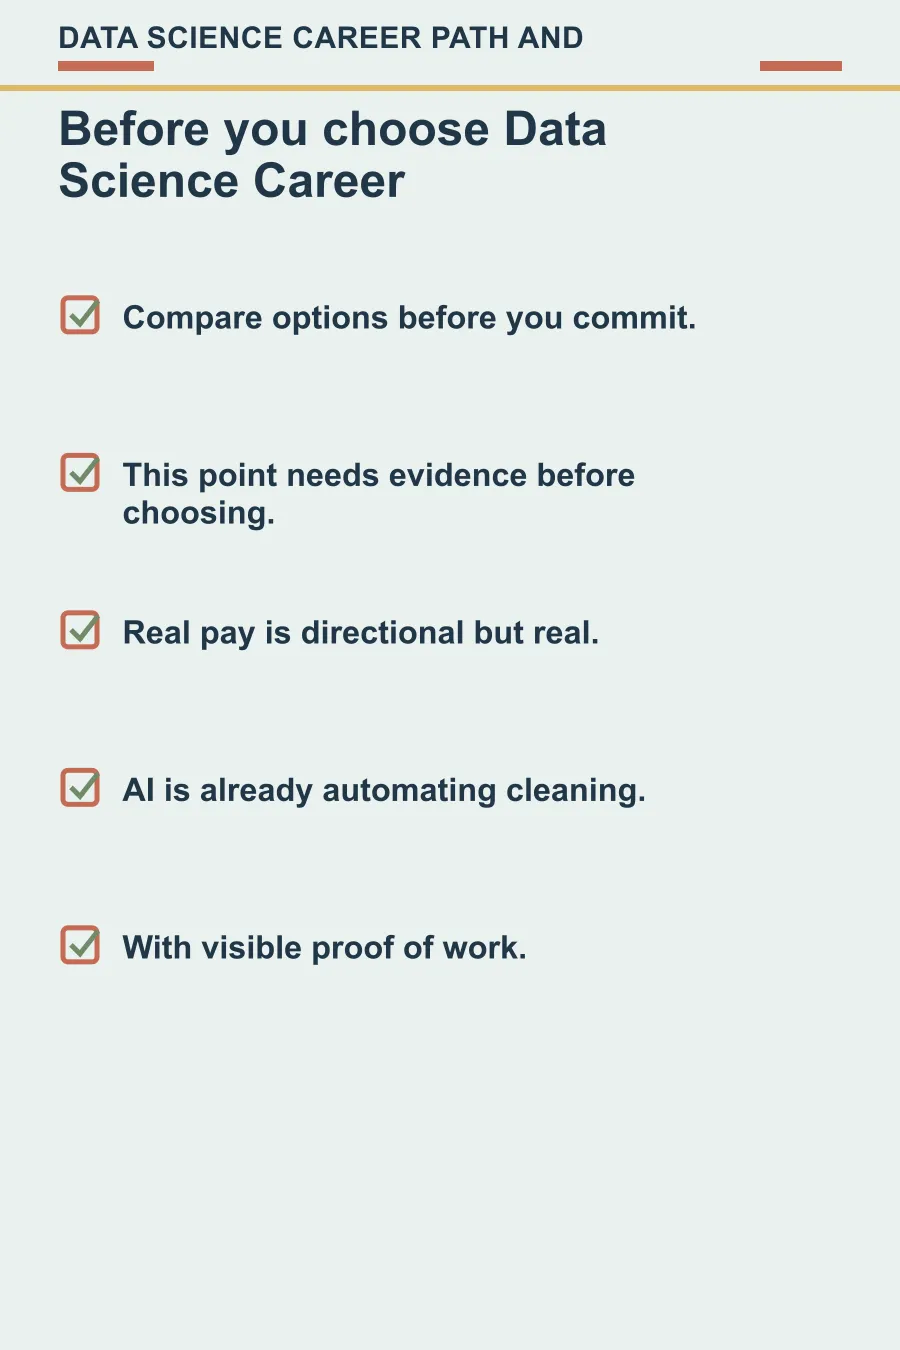 DATA SCIENCE CAREER PATH AND
Before you choose Data
Science Career
Compare options before you commit.
This point needs evidence before
choosing.
Real pay is directional but real.
AI is already automating cleaning.
With visible proof of work.